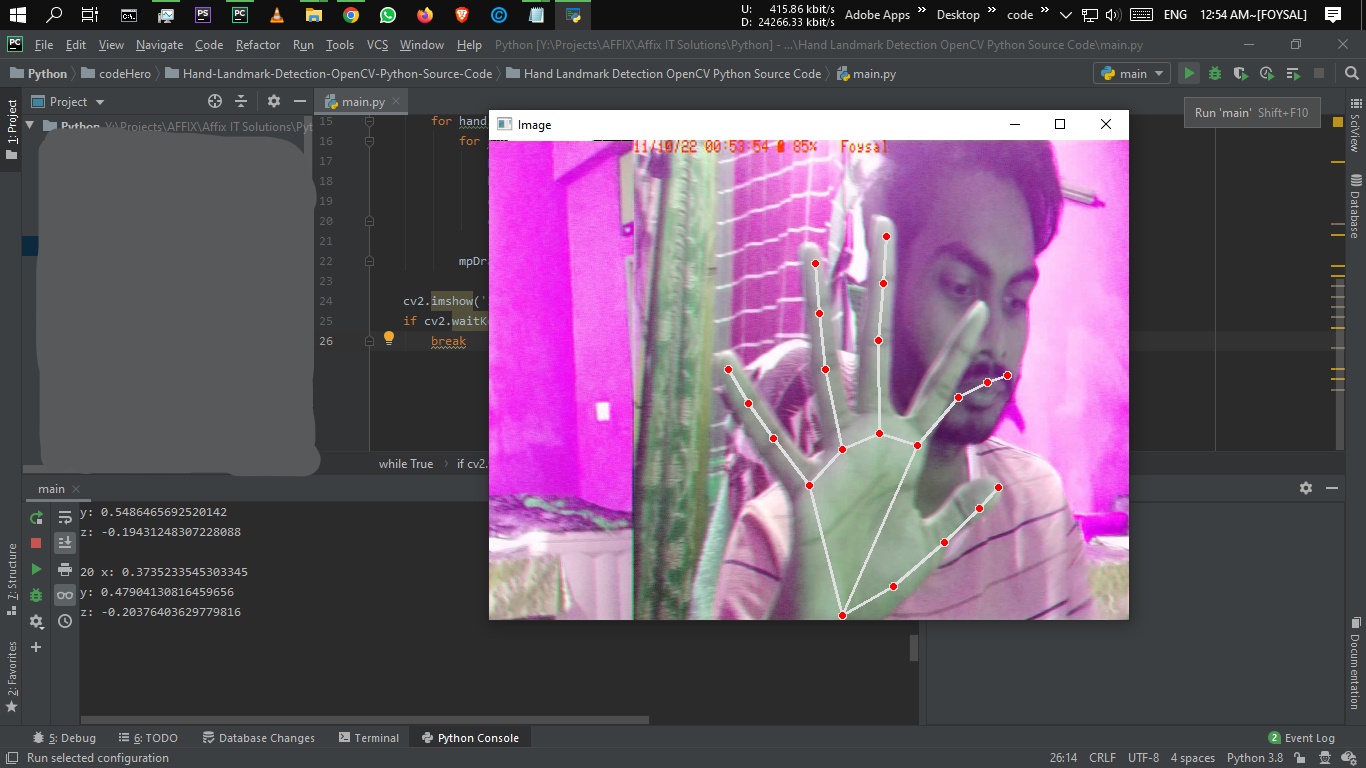 U: 415.86 kbit/s
D: 24266.33 kbit/s
Adobe Apps » Desktop » code » ENG 12:54 AM~[FOYSAL]
File Edit View Navigate Code Refactor Run Tools VCS Window Help Python [Y:\Projects\AFFIX\Affix IT Solutions\Python] - ...\Hand Landmark Detection OpenCV Python Source Code\main.py
Python codeHero Hand-Landmark-Detection-OpenCV-Python-Source-Code Hand Landmark Detection OpenCV Python Source Code main.py main
1: Project
Project main.py
Run 'main' Shift+F10
Python Y:\Projects\AFFIX\Affix IT Solutions\Pyt
15 for hand
16 for
17
18
19
20
21
22 mpDr
23
24 cv2.imshow('
25 if cv2.waitK
26 break
while True if cv2.
Image
11/10/22 00:53:54 85% Foysal
SciView
Database
main
y: 0.5486465692520142
z: -0.19431248307228088
20 x: 0.3735233545303345
y: 0.47904130816459656
z: -0.20376403629779816
7: Structure
2: Favorites
Documentation
5: Debug 6: TODO Database Changes Terminal Python Console 2 Event Log
Run selected configuration 26:14 CRLF UTF-8 4 spaces Python 3.8